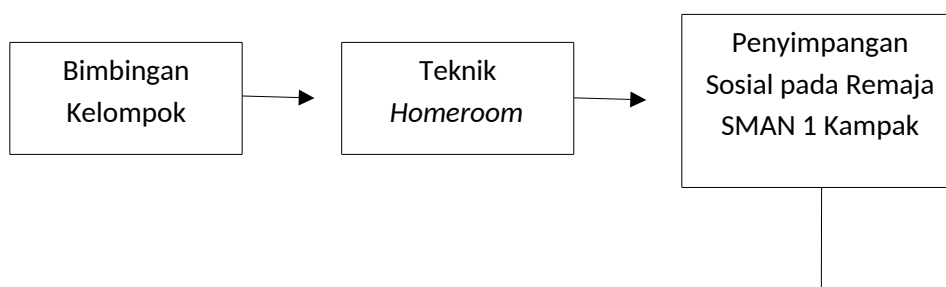 Bimbingan
Kelompok
Teknik
Homeroom
Penyimpangan
Sosial pada Remaja
SMAN 1 Kampak